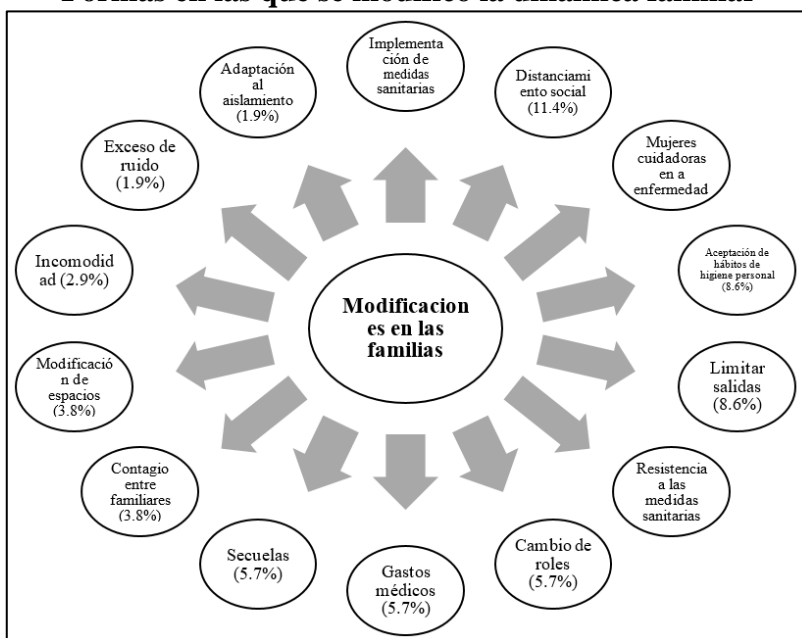 Formas en las que se modificó la dinámica familiar
Implementa
ción de
medidas
sanitarias
Distanciami
ento social
(11.4%)
Mujeres
cuidadoras
en a
enfermedad
Aceptación de
hábitos de
higiene personal
(8.6%)
Limitar
salidas
(8.6%)
Resistencia
a las
medidas
sanitarias
Cambio de
roles
(5.7%)
Gastos
médicos
(5.7%)
Secuelas
(5.7%)
Contagio
entre
familiares
(3.8%)
Modificació
n de
espacios
(3.8%)
Incomodid
ad (2.9%)
Exceso de
ruido
(1.9%)
Adaptación
al
aislamiento
(1.9%)
Modificacion
es en las
familias